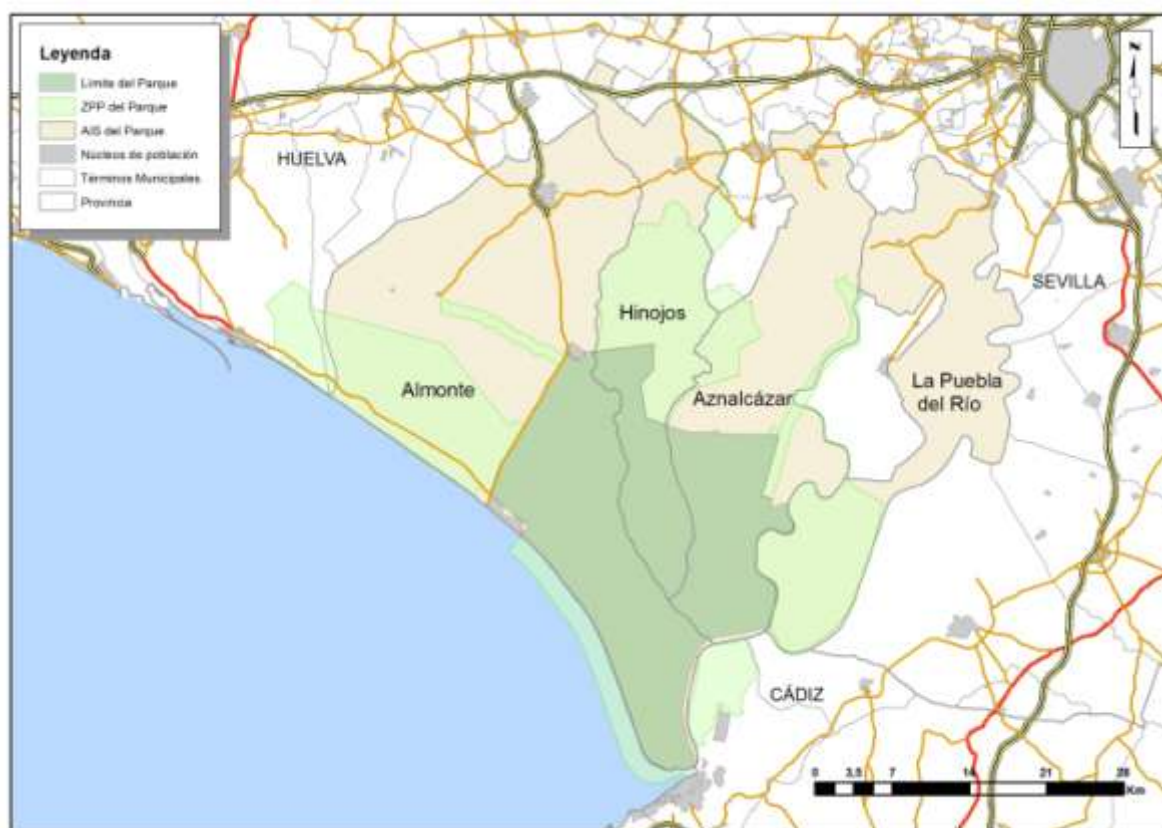 Leyenda
Límite del Parque
ZPP del Parque
AIS del Parque
Núcleos de población
Términos Municipales
Provincia
N
HUELVA
SEVILLA
Hinojos
Almonte
Aznalcázar
La Puebla
del Río
CÁDIZ
0 3,5 7 14 21 28
Km